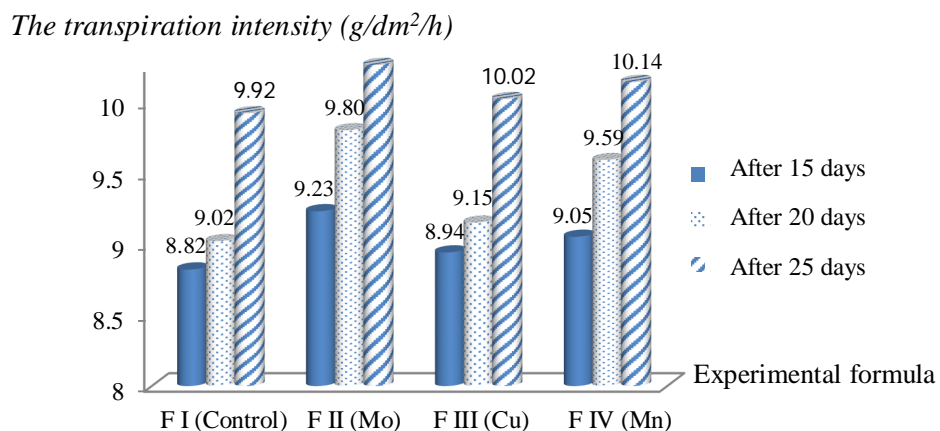 The transpiration intensity (g/dm²/h)
10
9.5
9
8.5
8
8.82
9.02
9.92
9.23
9.80
8.94
9.15
10.02
9.05
9.59
10.14
After 15 days
After 20 days
After 25 days
Experimental formula
F I (Control) F II (Mo) F III (Cu) F IV (Mn)